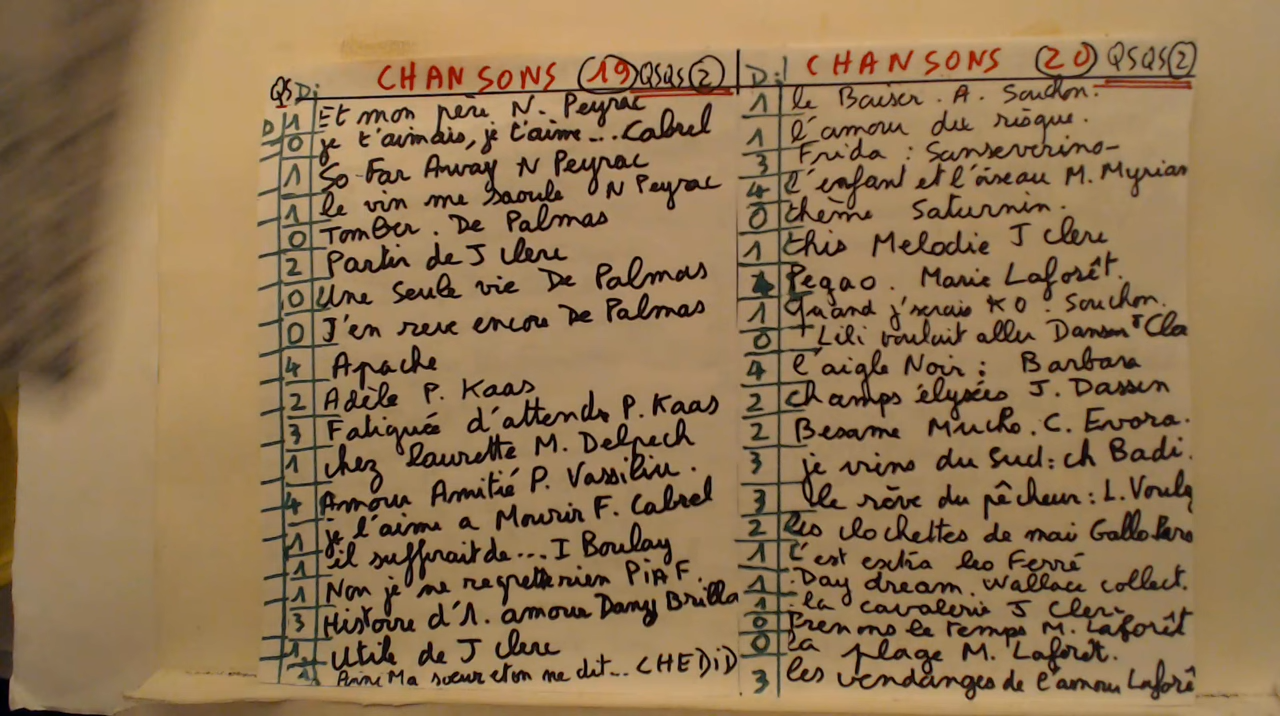 CHANSONS 19 QSQS 2
QS D:
D 1 Et mon père N. Peyrac
0 je t'aimais, je t'aime... Cabrel
1 So Far Away N Peyrac
1 le vin me saoule N Peyrac
0 Tomber. De Palmas
2 Partir de J Clerc
0 Une Seule vie De Palmas
0 J'en reve encore De Palmas
4 Apache
2 Adèle P. Kaas
3 Fatiguée d'attendre P. Kaas
1 chez laurette M. Delpech
4 Amour Amitié P. Vassiliu.
1 je l'aime a Mourir F. Cabrel
1 il suffirait de... I Boulay
1 Non je ne regrette rien PIAF.
3 Histoire d'1. amour Dany Brilla
1 Utile de J Clerc
Anne Ma soeur et on me dit... CHEDID
CHANSONS 20 QSQS 2
D:
1 le Baiser. A. Souchon.
1 l'amour du risque.
3 Frida : Sanseverino-
4 l'enfant et l'oiseau M. Myrian
0 thème Saturnin.
1 this Melodie J Clerc
Pegao. Marie Laforêt.
1 Quand j'serais KO. Souchon.
0 Lili voulait aller Danser J Cle
4 l'aigle Noir : Barbara
2 champs élysées J. Dassin
2 Besame Mucho. C. Evora.
3 je viens du Sud: ch Badi.
3 le rêve du pêcheur : L. Voulz
2 les clochettes de mai Gallo
1 C'est extra leo Ferré
1 Day dream. Wallace collect.
1 la cavalerie J Clerc
0 Prenons le temps M. Laforêt
0 la plage M. Laforêt.
3 les vendanges de l'amour Laforê